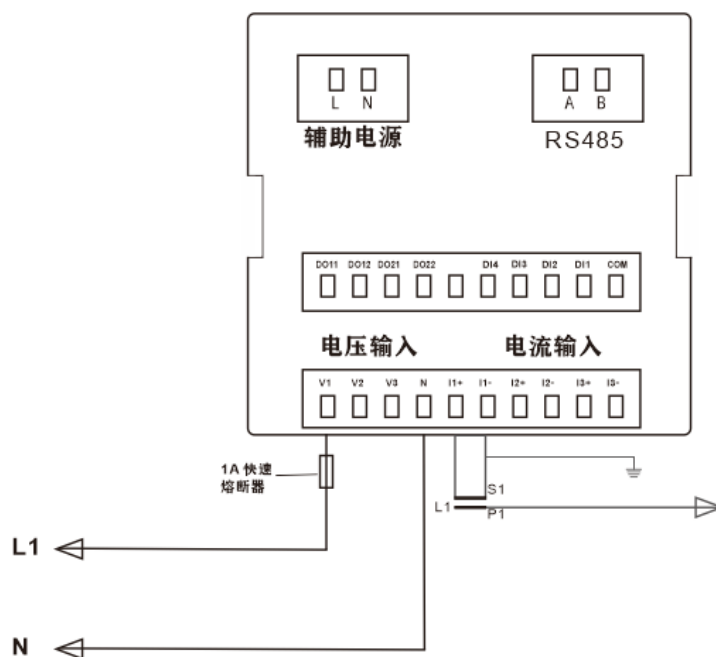 L N
辅助电源
A B
RS485
DO11 DO12 DO21 DO22 DI4 DI3 DI2 DI1 COM
电压输入 电流输入
V1 V2 V3 N I1+ I1- I2+ I2- I3+ I3-
1A 快速
熔断器
S1
L1
P1
L1
N